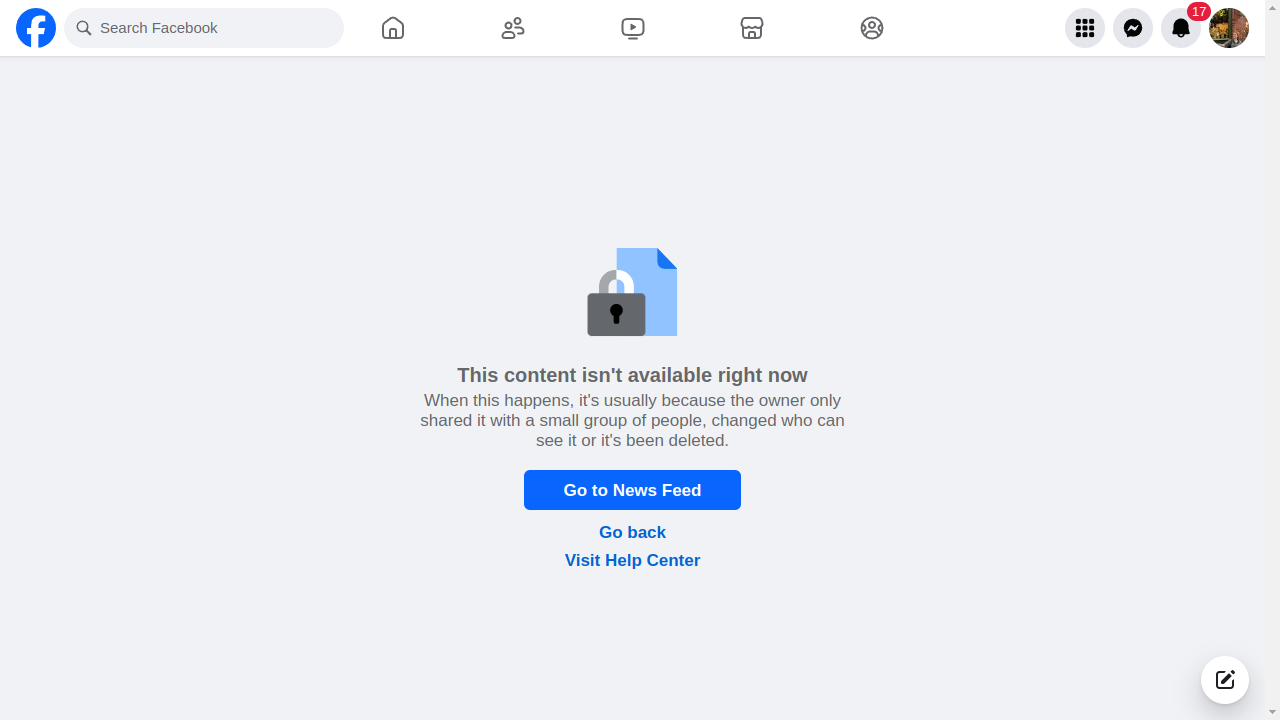 Search Facebook
17
This content isn't available right now
When this happens, it's usually because the owner only
shared it with a small group of people, changed who can
see it or it's been deleted.
Go to News Feed
Go back
Visit Help Center